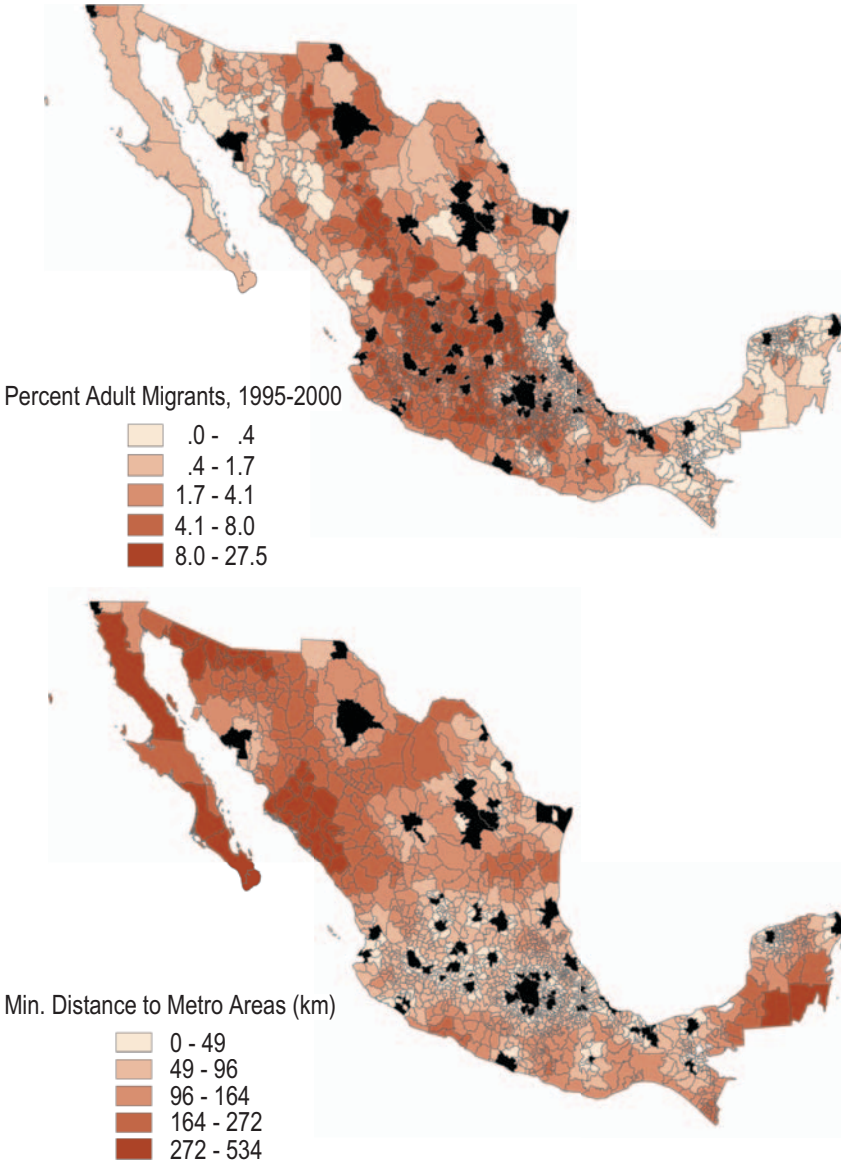 Percent Adult Migrants, 1995-2000
.0 - .4
.4 - 1.7
1.7 - 4.1
4.1 - 8.0
8.0 - 27.5
Min. Distance to Metro Areas (km)
0 - 49
49 - 96
96 - 164
164 - 272
272 - 534